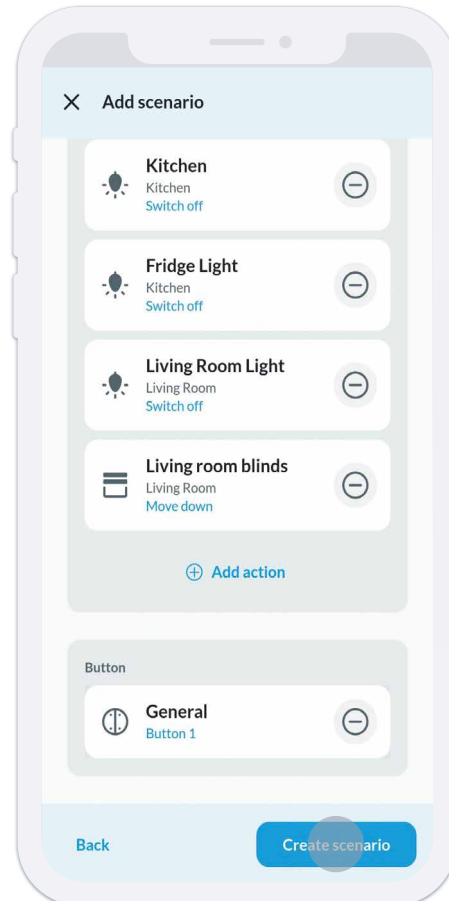 Add scenario
Kitchen
Kitchen
Switch off
Fridge Light
Kitchen
Switch off
Living Room Light
Living Room
Switch off
Living room blinds
Living Room
Move down
Add action
Button
General
Button 1
Back
Create scenario